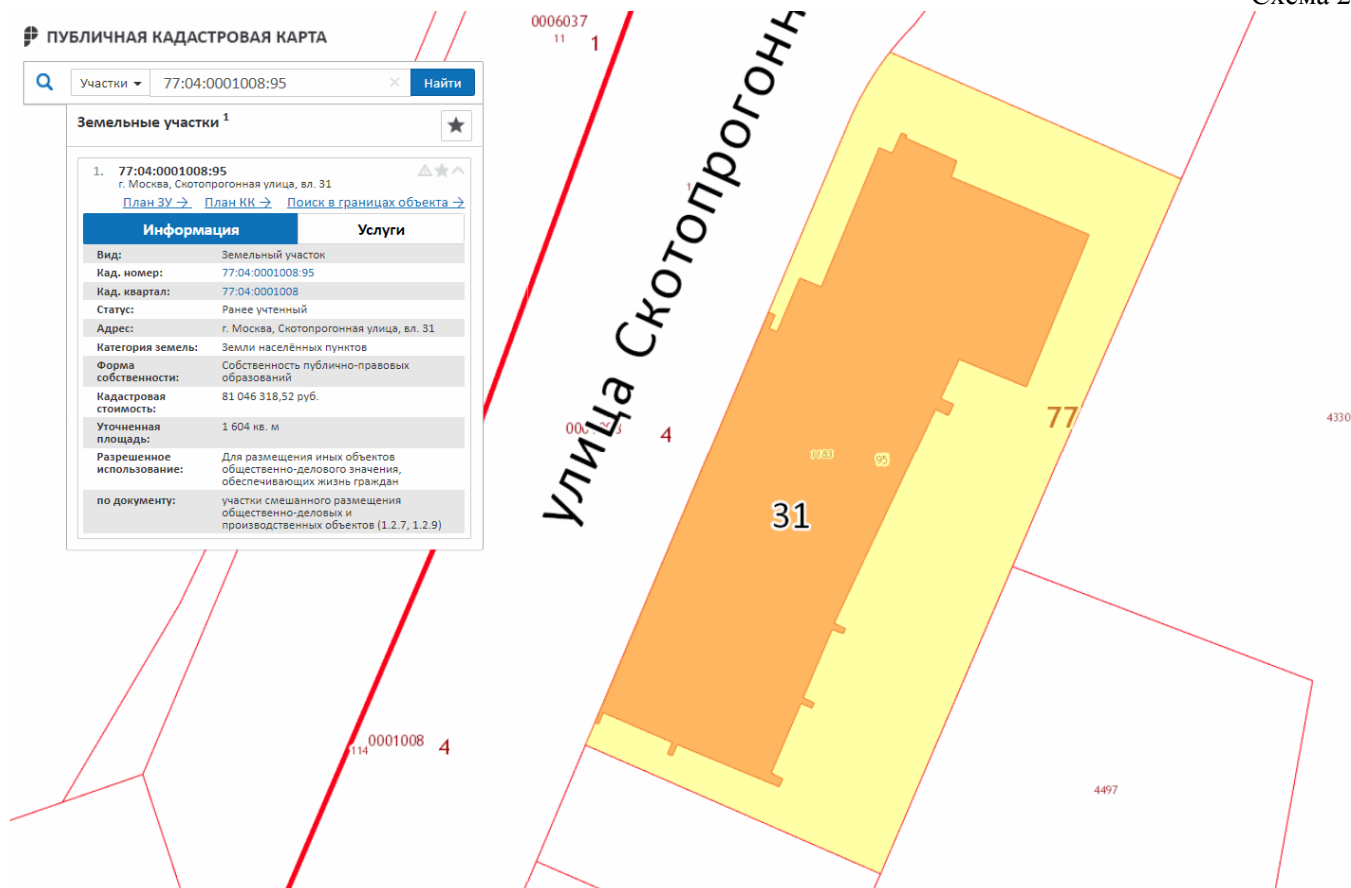 Схема 2
ПУБЛИЧНАЯ КАДАСТРОВАЯ КАРТА
Участки 77:04:0001008:95 × Найти
Земельные участки 1
1. 77:04:0001008:95
г. Москва, Скотопрогонная улица, вл. 31
План ЗУ → План КК → Поиск в границах объекта →
Информация Услуги
Вид: Земельный участок
Кад. номер: 77:04:0001008:95
Кад. квартал: 77:04:0001008
Статус: Ранее учтенный
Адрес: г. Москва, Скотопрогонная улица, вл. 31
Категория земель: Земли населённых пунктов
Форма собственности: Собственность публично-правовых
образований
Кадастровая стоимость: 81 046 318,52 руб.
Уточненная площадь: 1 604 кв. м
Разрешенное использование: Для размещения иных объектов
общественно-делового значения,
обеспечивающих жизнь граждан
по документу: участки смешанного размещения
общественно-деловых и
производственных объектов (1.2.7, 1.2.9)
0006037
11 1
улица Скотопрогонн
4
77
4330
95
31
114 0001008 4
4497